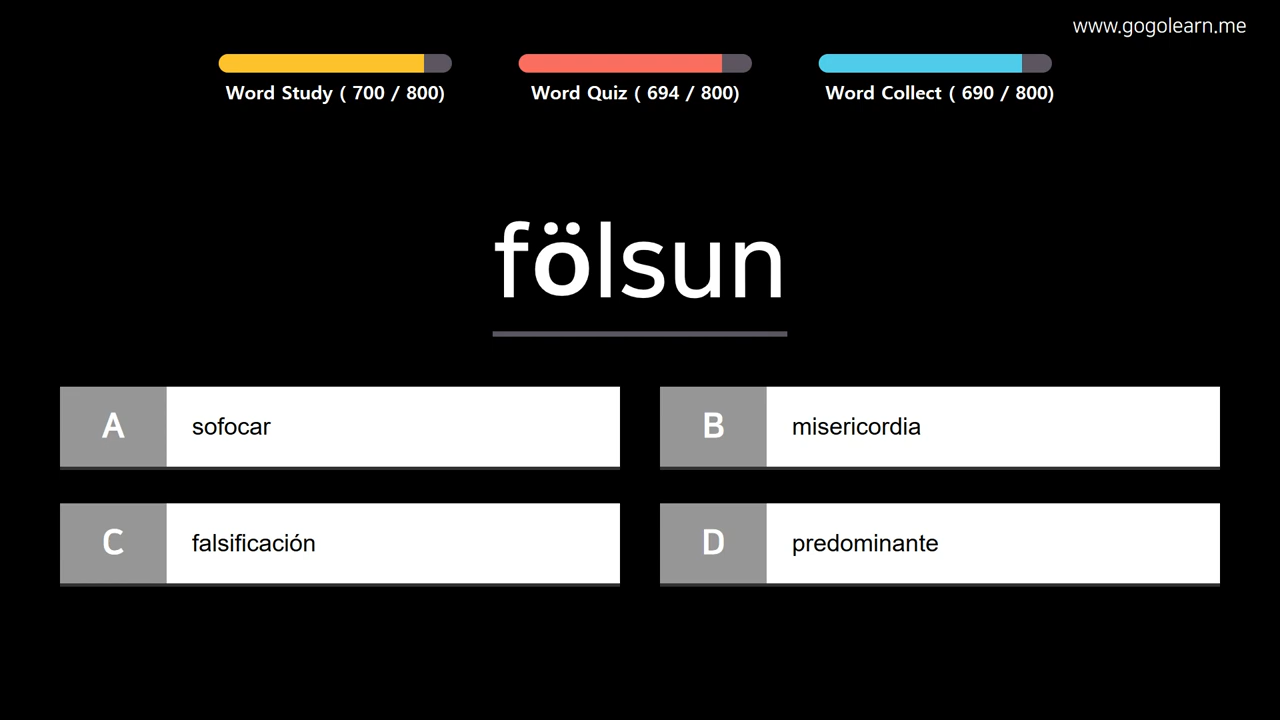 www.gogolearn.me
Word Study ( 700 / 800)
Word Quiz ( 694 / 800)
Word Collect ( 690 / 800)
fölsun
A sofocar
B misericordia
C falsificación
D predominante